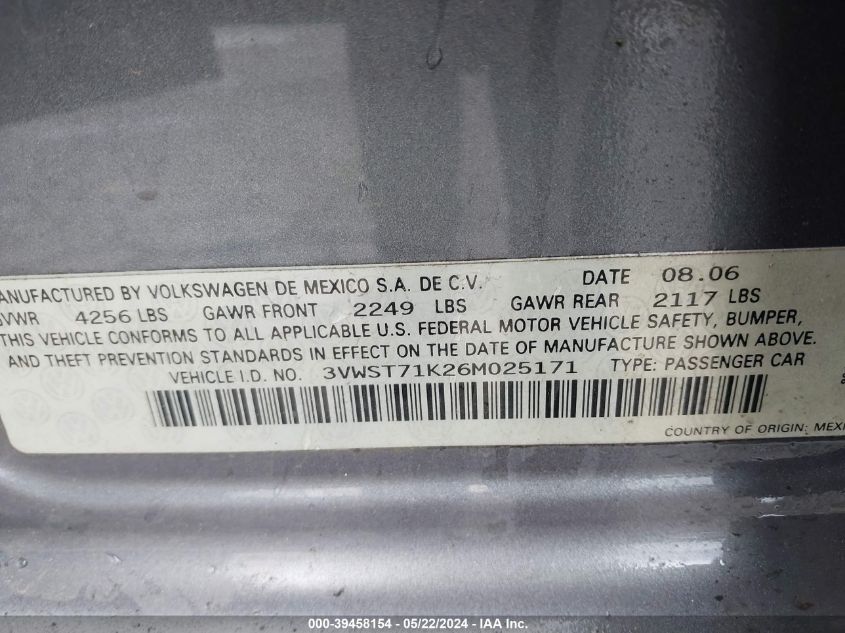 MANUFACTURED BY VOLKSWAGEN DE MEXICO S.A. DE C.V. DATE 08.06
GVWR 4256 LBS GAWR FRONT 2249 LBS GAWR REAR 2117 LBS
THIS VEHICLE CONFORMS TO ALL APPLICABLE U.S. FEDERAL MOTOR VEHICLE SAFETY, BUMPER,
AND THEFT PREVENTION STANDARDS IN EFFECT ON THE DATE OF MANUFACTURE SHOWN ABOVE.
VEHICLE I.D. NO. 3VWST71K26M025171 TYPE: PASSENGER CAR
COUNTRY OF ORIGIN: MEXI
000-39458154 - 05/22/2024 - IAA Inc.